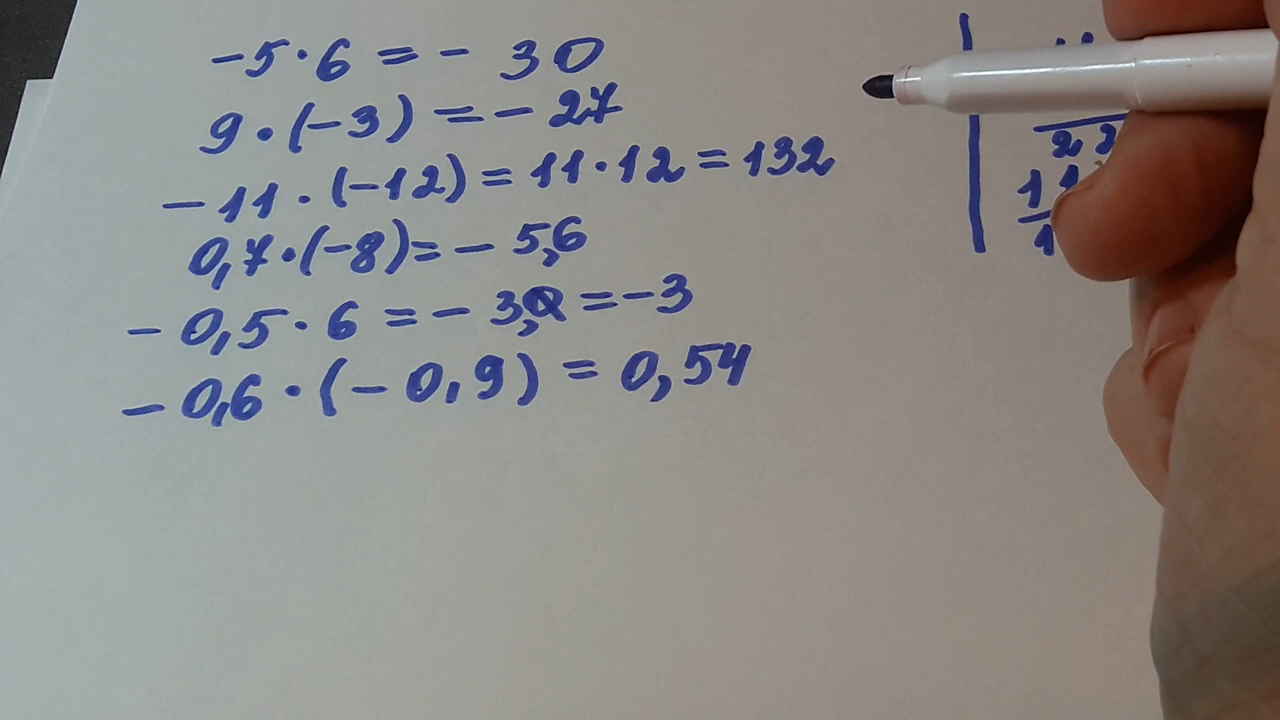 -5·6 = - 30
9·(-3) = - 27
-11·(-12) = 11·12 = 132
0,7·(-8) = - 5,6
- 0,5·6 = - 3,0 = -3
- 0,6·(- 0,9) = 0,54